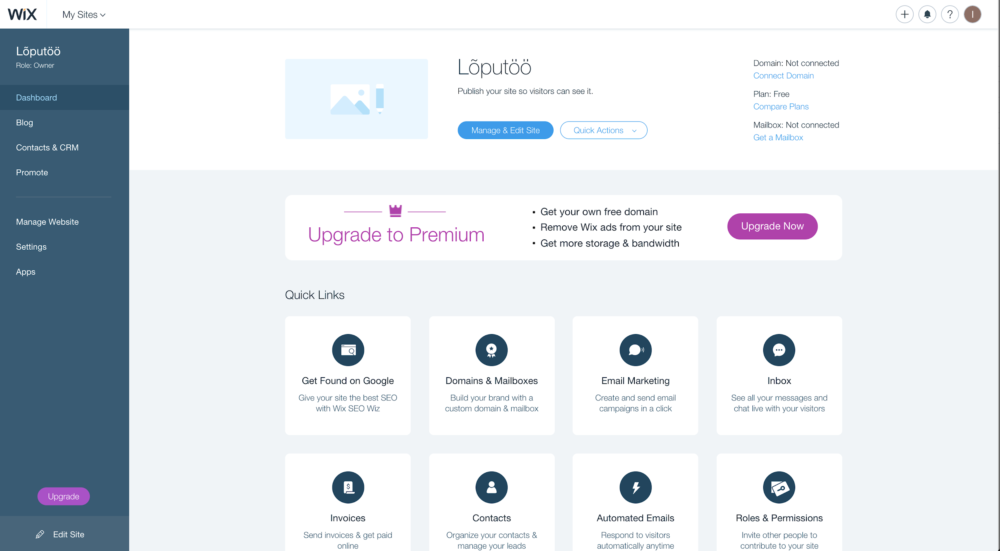 WiX
My Sites
?
I
Lõputöö
Role: Owner
Dashboard
Blog
Contacts & CRM
Promote
Manage Website
Settings
Apps
Upgrade
Edit Site
Lõputöö
Publish your site so visitors can see it.
Manage & Edit Site
Quick Actions
Domain: Not connected
Connect Domain
Plan: Free
Compare Plans
Mailbox: Not connected
Get a Mailbox
Upgrade to Premium
• Get your own free domain
• Remove Wix ads from your site
• Get more storage & bandwidth
Upgrade Now
Quick Links
Get Found on Google
Give your site the best SEO
with Wix SEO Wiz
Domains & Mailboxes
Build your brand with a
custom domain & mailbox
Email Marketing
Create and send email
campaigns in a click
Inbox
See all your messages and
chat live with your visitors
$
Invoices
Send invoices & get paid
online
Contacts
Organize your contacts &
manage your leads
Automated Emails
Respond to visitors
automatically anytime
Roles & Permissions
Invite other people to
contribute to your site